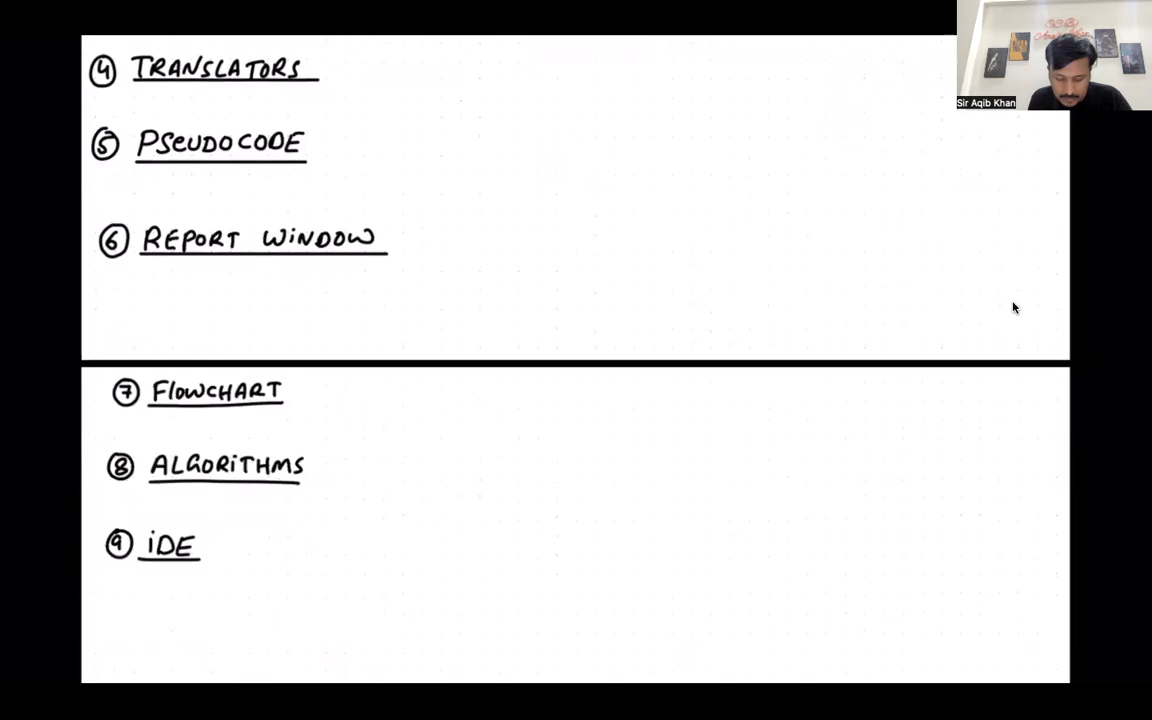 ④ TRANSLATORS
⑤ PSEUDOCODE
⑥ REPORT WINDOW
⑦ FlOWCHART
⑧ ALGORiTHMS
⑨ iDE
Sir Aqib Khan